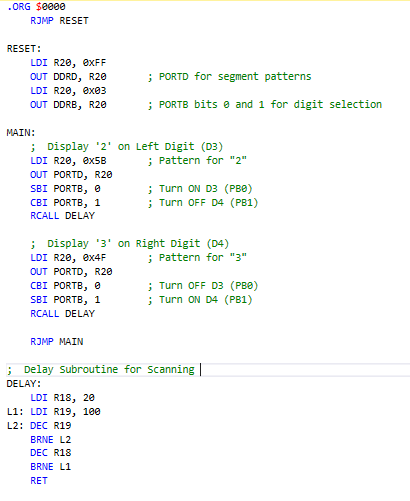 .ORG $0000
RJMP RESET
RESET:
LDI R20, 0xFF
OUT DDRD, R20 ; PORTD for segment patterns
LDI R20, 0x03
OUT DDRB, R20 ; PORTB bits 0 and 1 for digit selection
MAIN:
; Display '2' on Left Digit (D3)
LDI R20, 0x5B ; Pattern for "2"
OUT PORTD, R20
SBI PORTB, 0 ; Turn ON D3 (PB0)
CBI PORTB, 1 ; Turn OFF D4 (PB1)
RCALL DELAY
; Display '3' on Right Digit (D4)
LDI R20, 0x4F ; Pattern for "3"
OUT PORTD, R20
CBI PORTB, 0 ; Turn OFF D3 (PB0)
SBI PORTB, 1 ; Turn ON D4 (PB1)
RCALL DELAY
RJMP MAIN
; Delay Subroutine for Scanning
DELAY:
LDI R18, 20
L1: LDI R19, 100
L2: DEC R19
BRNE L2
DEC R18
BRNE L1
RET